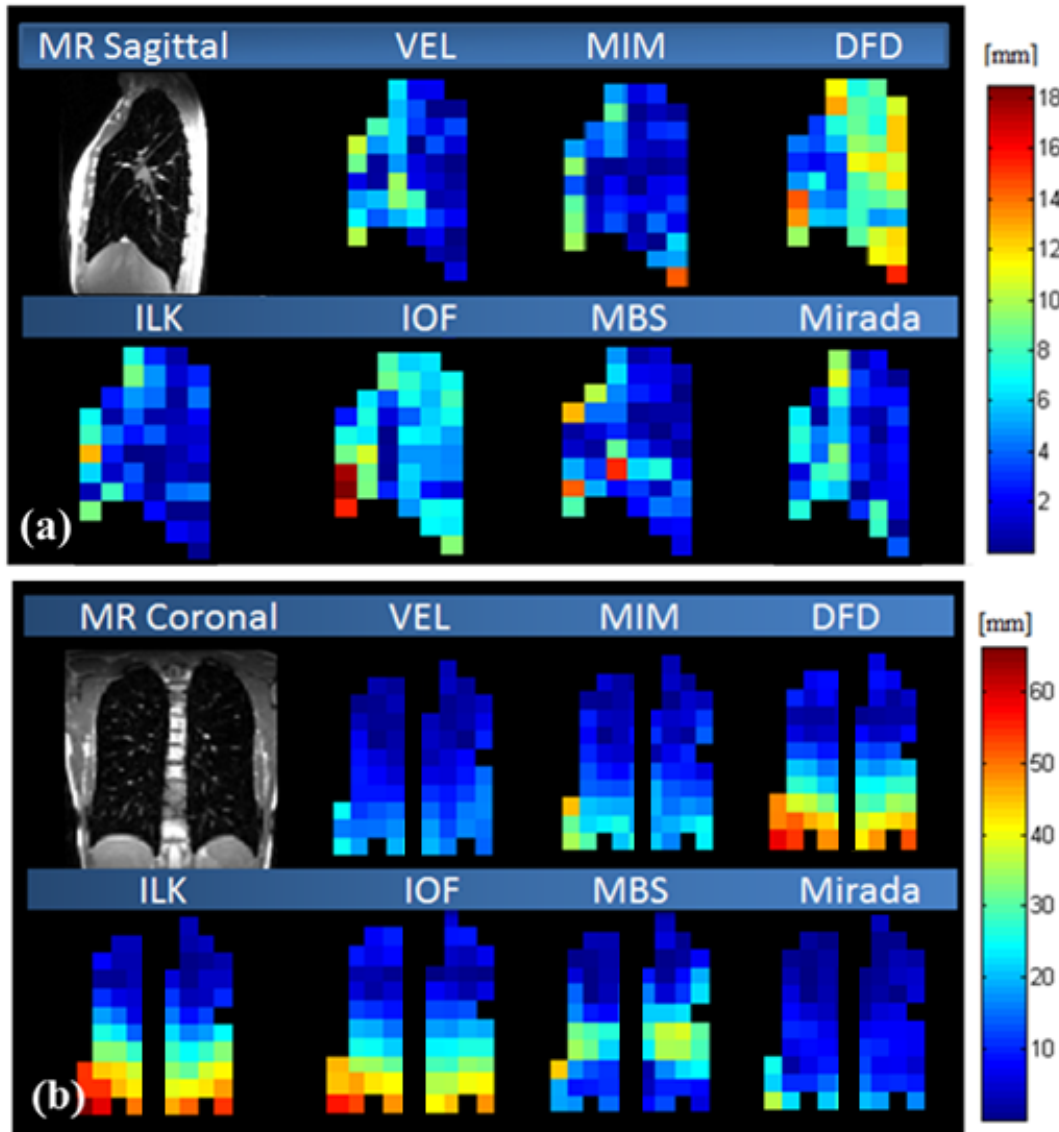 MR Sagittal VEL MIM DFD
[mm]
18
16
14
12
10
8
6
4
2
ILK IOF MBS Mirada
(a)
MR Coronal VEL MIM DFD
[mm]
60
50
40
30
20
10
ILK IOF MBS Mirada
(b)